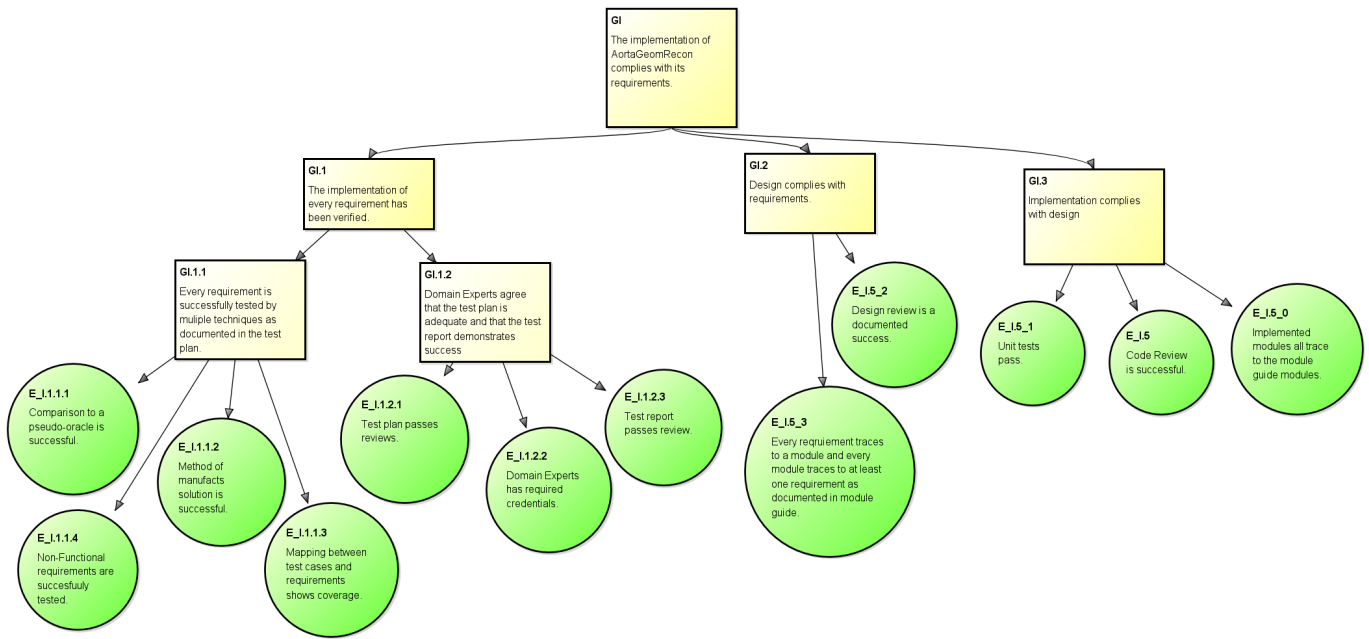 GI
The implementation of
AortaGeomRecon
complies with its
requirements.
GI.1
The implementation of
every requirement has
been verified.
GI.2
Design complies with
requirements.
GI.3
Implementation complies
with design
GI.1.1
Every requirement is
successfully tested by
muliple techniques as
documented in the test
plan.
GI.1.2
Domain Experts agree
that the test plan is
adequate and that the test
report demonstrates
success
E_I.5_2
Design review is a
documented
success.
E_I.5_1
Unit tests
pass.
E_I.5
Code Review
is successful.
E_I.5_0
Implemented
modules all trace
to the module
guide modules.
E_I.1.1.1
Comparison to a
pseudo-oracle is
successful.
E_I.1.1.2
Method of
manufacts
solution is
successful.
E_I.1.2.1
Test plan passes
reviews.
E_I.1.2.2
Domain Experts
has required
credentials.
E_I.1.2.3
Test report
passes review.
E_I.5_3
Every requriement traces
to a module and every
module traces to at least
one requirement as
documented in module
guide.
E_I.1.1.4
Non-Functional
requirements are
succesfuuly
tested.
E_I.1.1.3
Mapping between
test cases and
requirements
shows coverage.